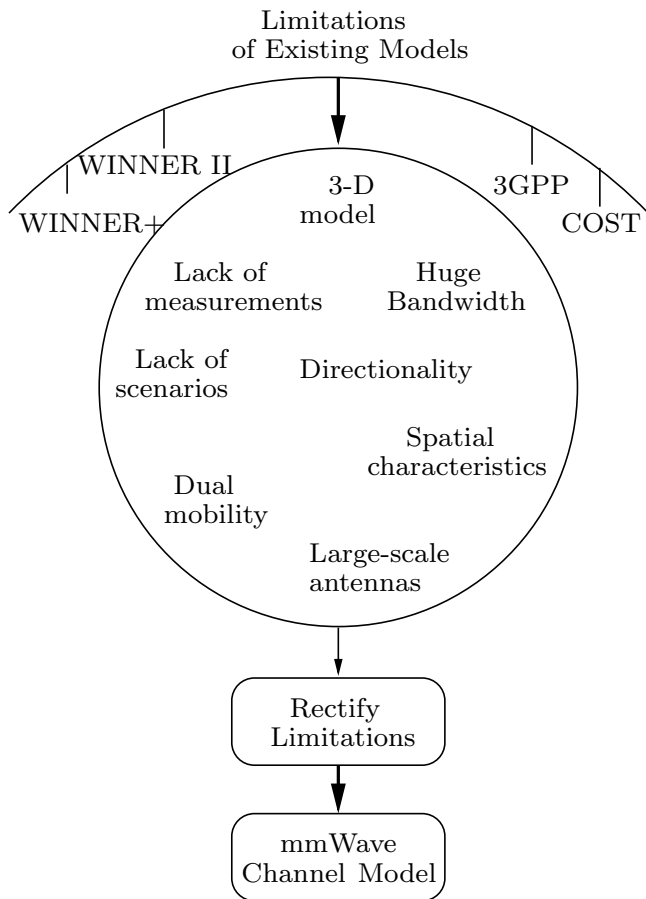 Limitations
of Existing Models
WINNER II
WINNER+
3GPP
COST
3-D
model
Lack of
measurements
Huge
Bandwidth
Lack of
scenarios
Directionality
Spatial
characteristics
Dual
mobility
Large-scale
antennas
Rectify
Limitations
mmWave
Channel Model